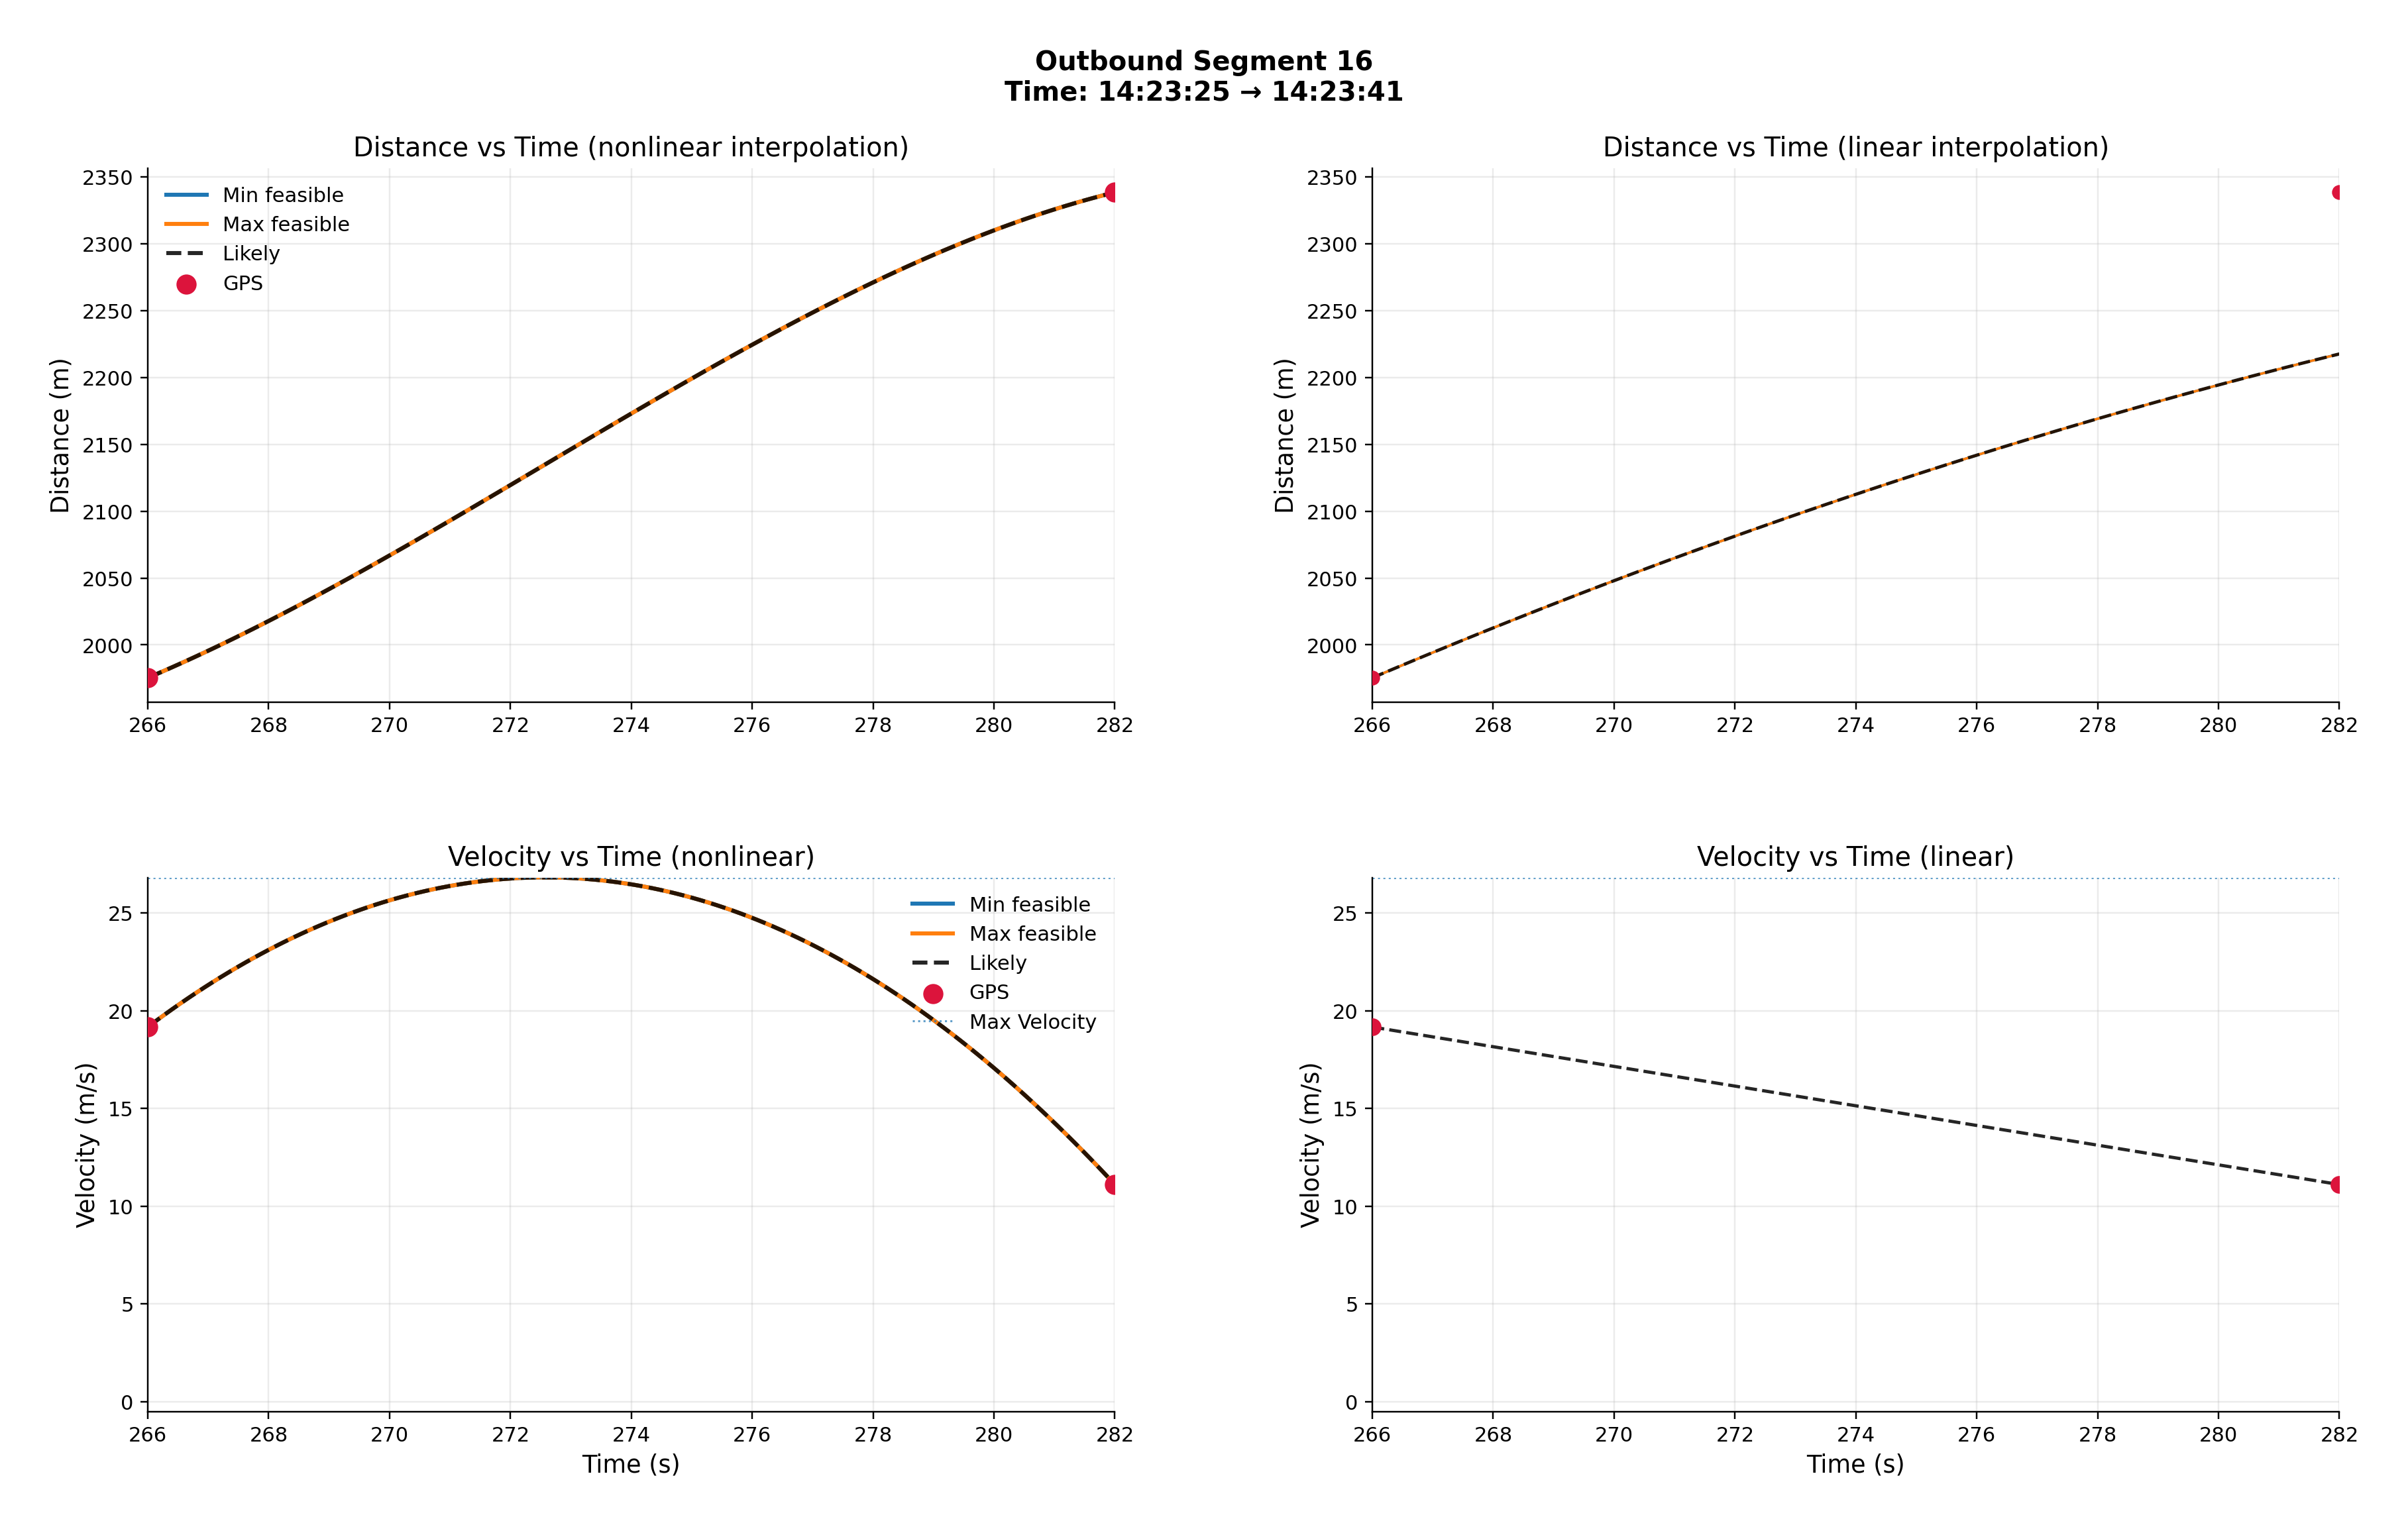 Outbound Segment 16
Time: 14:23:25 → 14:23:41
Distance vs Time (nonlinear interpolation)
Distance (m)
2350
2300
2250
2200
2150
2100
2050
2000
Min feasible
Max feasible
Likely
GPS
266 268 270 272 274 276 278 280 282
Distance vs Time (linear interpolation)
Distance (m)
2350
2300
2250
2200
2150
2100
2050
2000
266 268 270 272 274 276 278 280 282
Velocity vs Time (nonlinear)
Velocity (m/s)
25
20
15
10
5
0
Min feasible
Max feasible
Likely
GPS
Max Velocity
266 268 270 272 274 276 278 280 282
Time (s)
Velocity vs Time (linear)
Velocity (m/s)
25
20
15
10
5
0
266 268 270 272 274 276 278 280 282
Time (s)